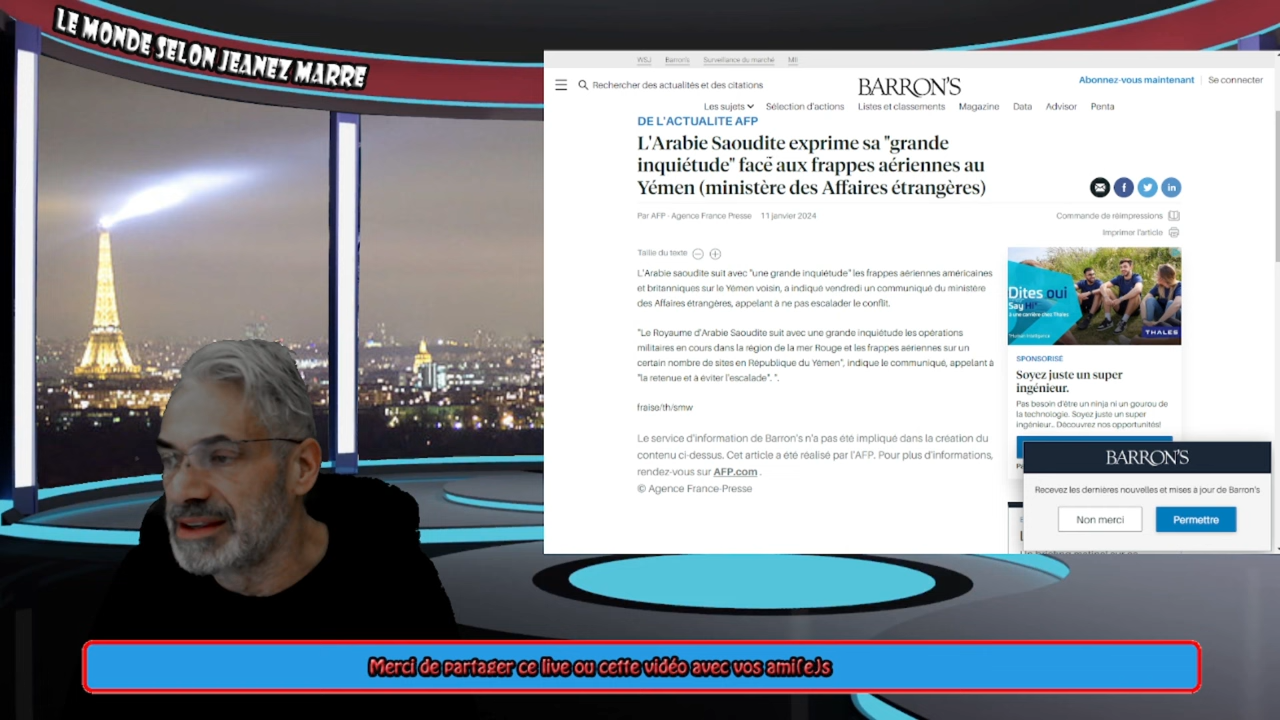 LE MONDE SELON JEANEZ MARRE
WSJ Barron's Surveillance du marché
Rechercher des actualités et des citations
BARRON'S
Abonnez-vous maintenant Se connecter
Les sujets Sélection d'actions Listes et classements Magazine Data Advisor Penta
DE L'ACTUALITE AFP
L'Arabie Saoudite exprime sa "grande
inquiétude" face aux frappes aériennes au
Yémen (ministère des Affaires étrangères)
Par AFP - Agence France Presse 11 janvier 2024
Commande de réimpressions
Imprimer l'article
Taille du texte
L'Arabie saoudite suit avec "une grande inquiétude" les frappes aériennes américaines
et britanniques sur le Yémen voisin, a indiqué vendredi un communiqué du ministère
des Affaires étrangères, appelant à ne pas escalader le conflit.
"Le Royaume d'Arabie Saoudite suit avec une grande inquiétude les opérations
militaires en cours dans la région de la mer Rouge et les frappes aériennes sur un
certain nombre de sites en République du Yémen", indique le communiqué, appelant à
"la retenue et à éviter l'escalade". ".
fraise/th/smw
Le service d'information de Barron's n'a pas été impliqué dans la création du
contenu ci-dessus. Cet article a été réalisé par l'AFP. Pour plus d'informations,
rendez-vous sur AFP.com .
© Agence France-Presse
Dites oui
Say Hi!
à une carrière chez Thales
THALES
SPONSORISÉ
Soyez juste un super
ingénieur.
Pas besoin d'être un ninja ni un gourou de
la technologie. Soyez juste un super
ingénieur... Découvrez nos opportunités!
BARRON'S
Recevez les dernières nouvelles et mises à jour de Barron's
Non merci Permettre
Merci de partager ce live ou cette vidéo avec vos ami(e)s